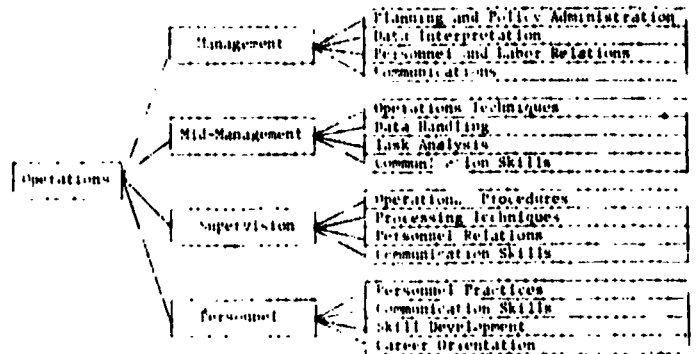 Planning and Policy Administration
Data Interpretation
Management
Personnel and Labor Relations
Communications
Operations Techniques
Data Handling
Mid-Management
Task Analysis
Skills
Operations
Procedures
Processing Techniques
Supervision
Personnel Relations
Communication Skills
Personnel Practices
Communication Skills
Personnel
Skill Development
Career Orientation